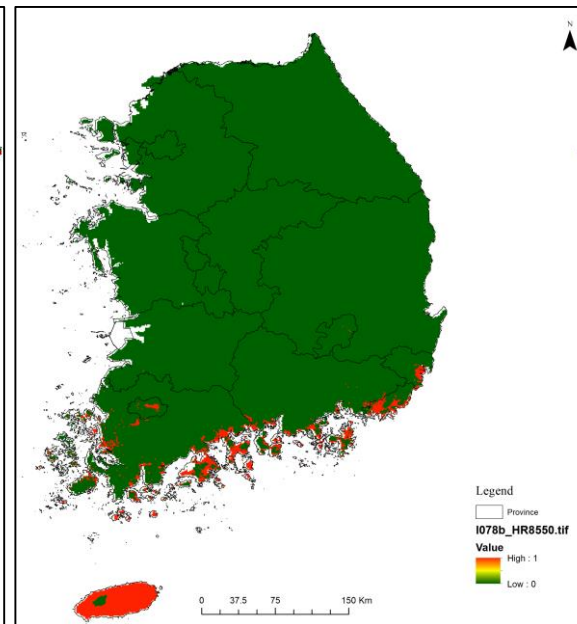 N
Legend
Province
I078b_HR8550.tif
Value
High : 1
Low : 0
0 37.5 75 150 Km